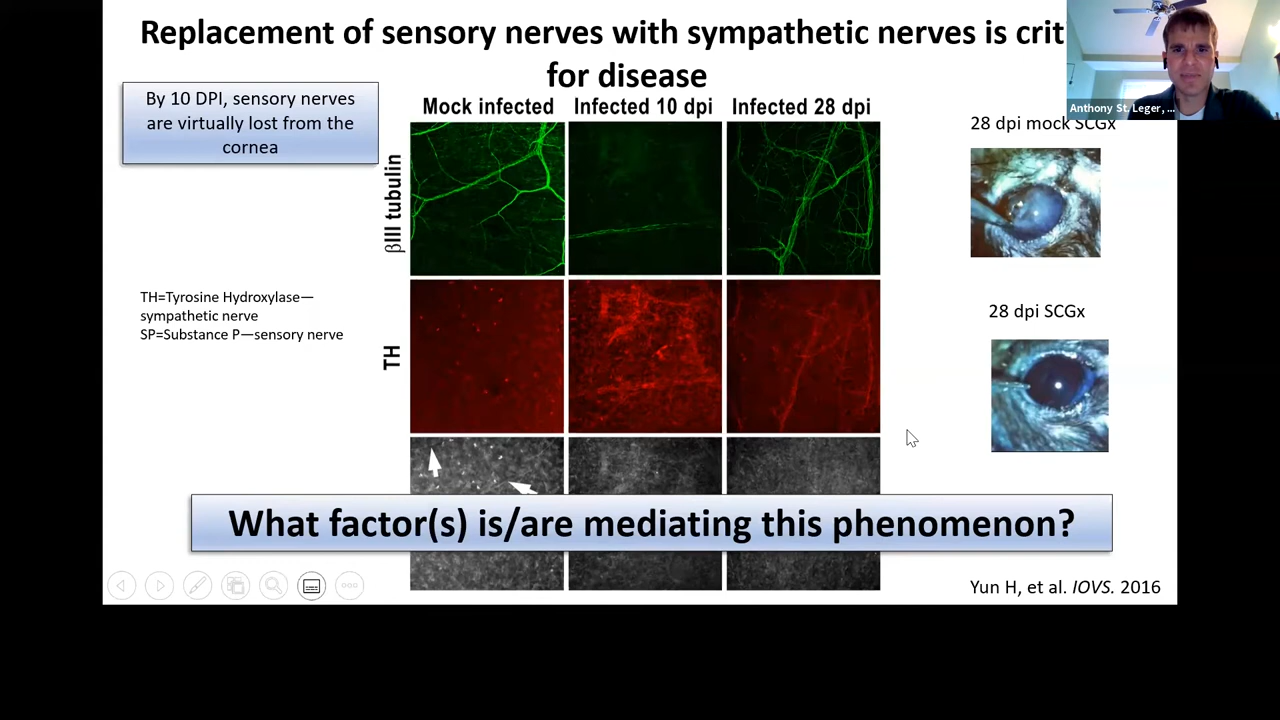 Replacement of sensory nerves with sympathetic nerves is crit
for disease
Anthony St. Leger, ...
By 10 DPI, sensory nerves
are virtually lost from the
cornea
Mock infected
Infected 10 dpi
Infected 28 dpi
βIII tubulin
TH
TH=Tyrosine Hydroxylase—
sympathetic nerve
SP=Substance P—sensory nerve
28 dpi mock SCGx
28 dpi SCGx
What factor(s) is/are mediating this phenomenon?
Yun H, et al. IOVS. 2016